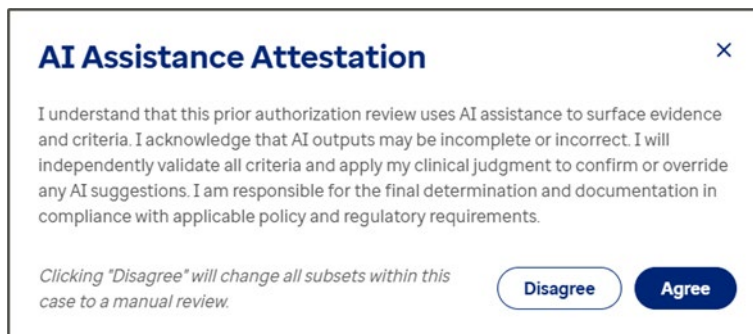 AI Assistance Attestation
I understand that this prior authorization review uses AI assistance to surface evidence
and criteria. I acknowledge that AI outputs may be incomplete or incorrect. I will
independently validate all criteria and apply my clinical judgment to confirm or override
any AI suggestions. I am responsible for the final determination and documentation in
compliance with applicable policy and regulatory requirements.
Clicking "Disagree" will change all subsets within this
case to a manual review.
Disagree
Agree